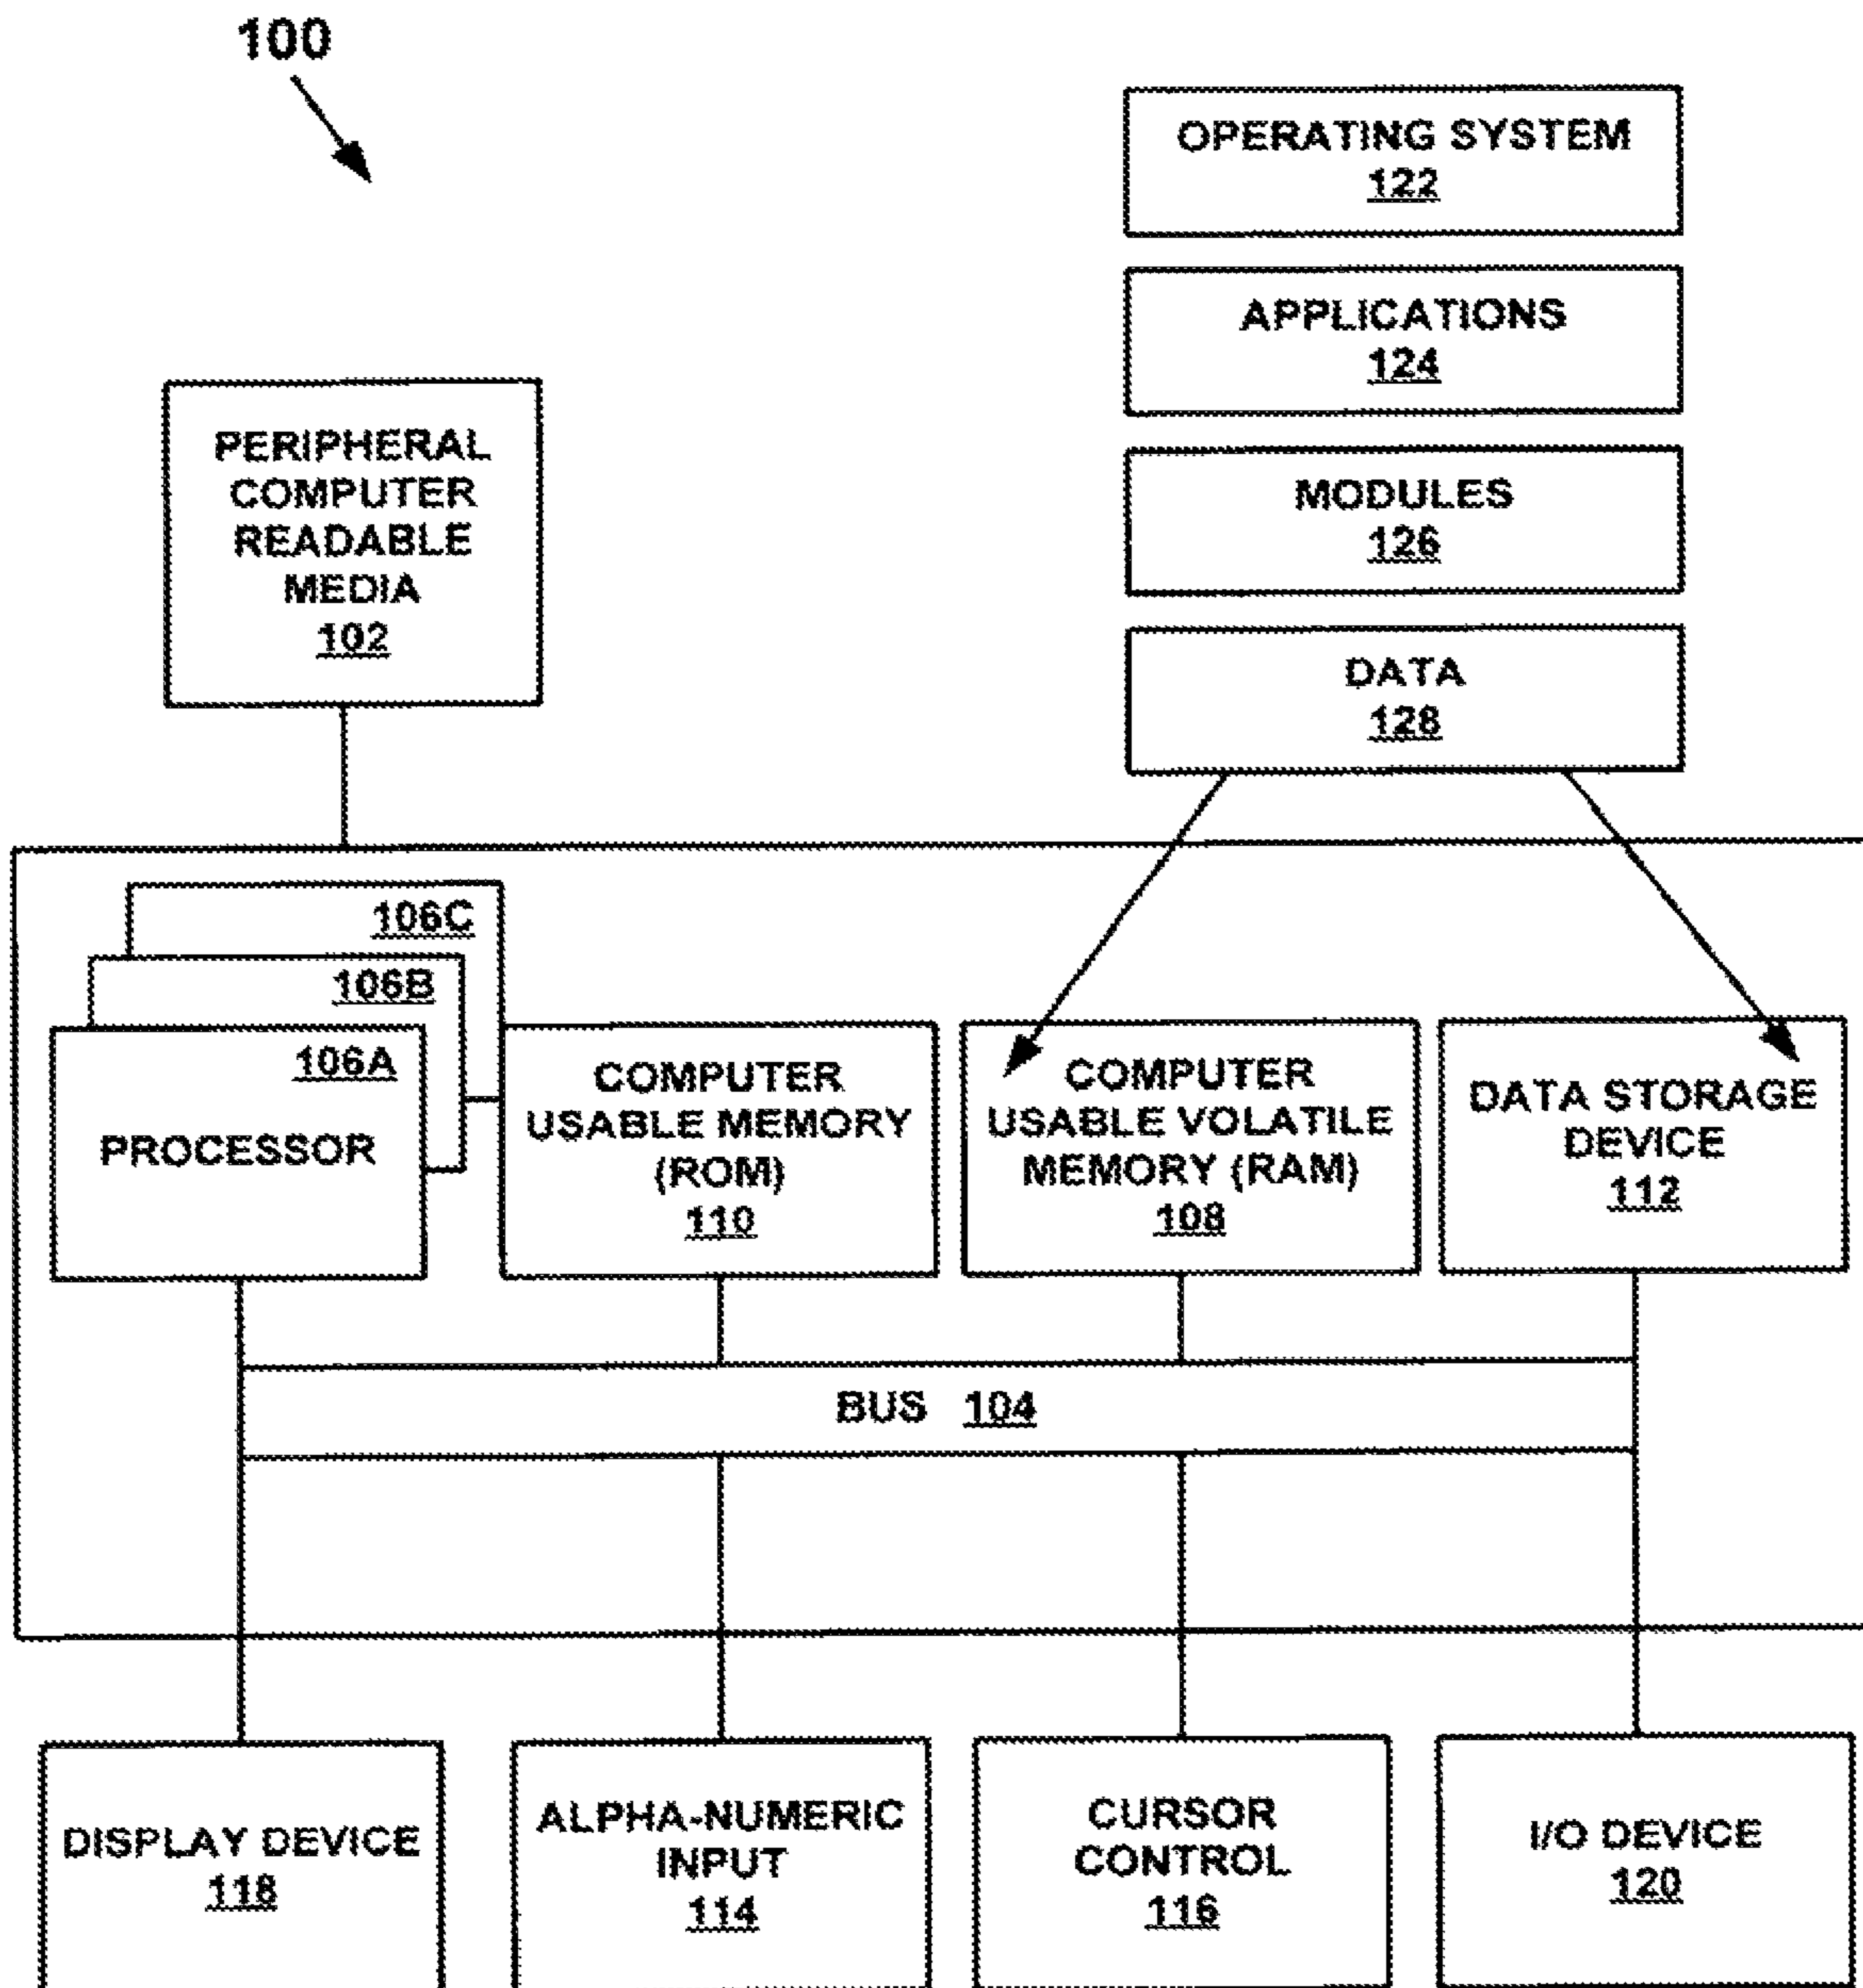 100
OPERATING SYSTEM
122
APPLICATIONS
124
MODULES
126
DATA
128
PERIPHERAL
COMPUTER
READABLE
MEDIA
102
106C
106B
106A
PROCESSOR
COMPUTER
USABLE MEMORY
(ROM)
110
COMPUTER
USABLE VOLATILE
MEMORY (RAM)
108
DATA STORAGE
DEVICE
112
BUS 104
DISPLAY DEVICE
118
ALPHA-NUMERIC
INPUT
114
CURSOR
CONTROL
116
I/O DEVICE
120